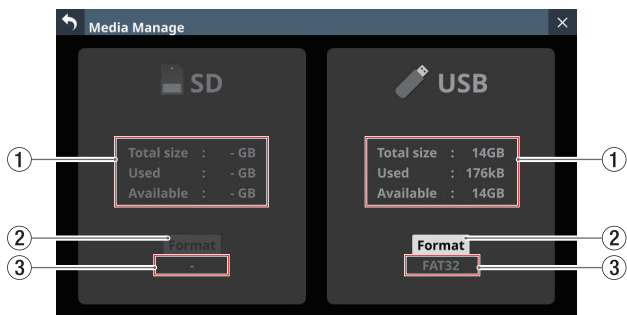 Media Manage
SD
Total size : - GB
Used : - GB
Available : - GB
Format
-
USB
Total size : 14GB
Used : 176kB
Available : 14GB
Format
FAT32
1
2
3
1
2
3